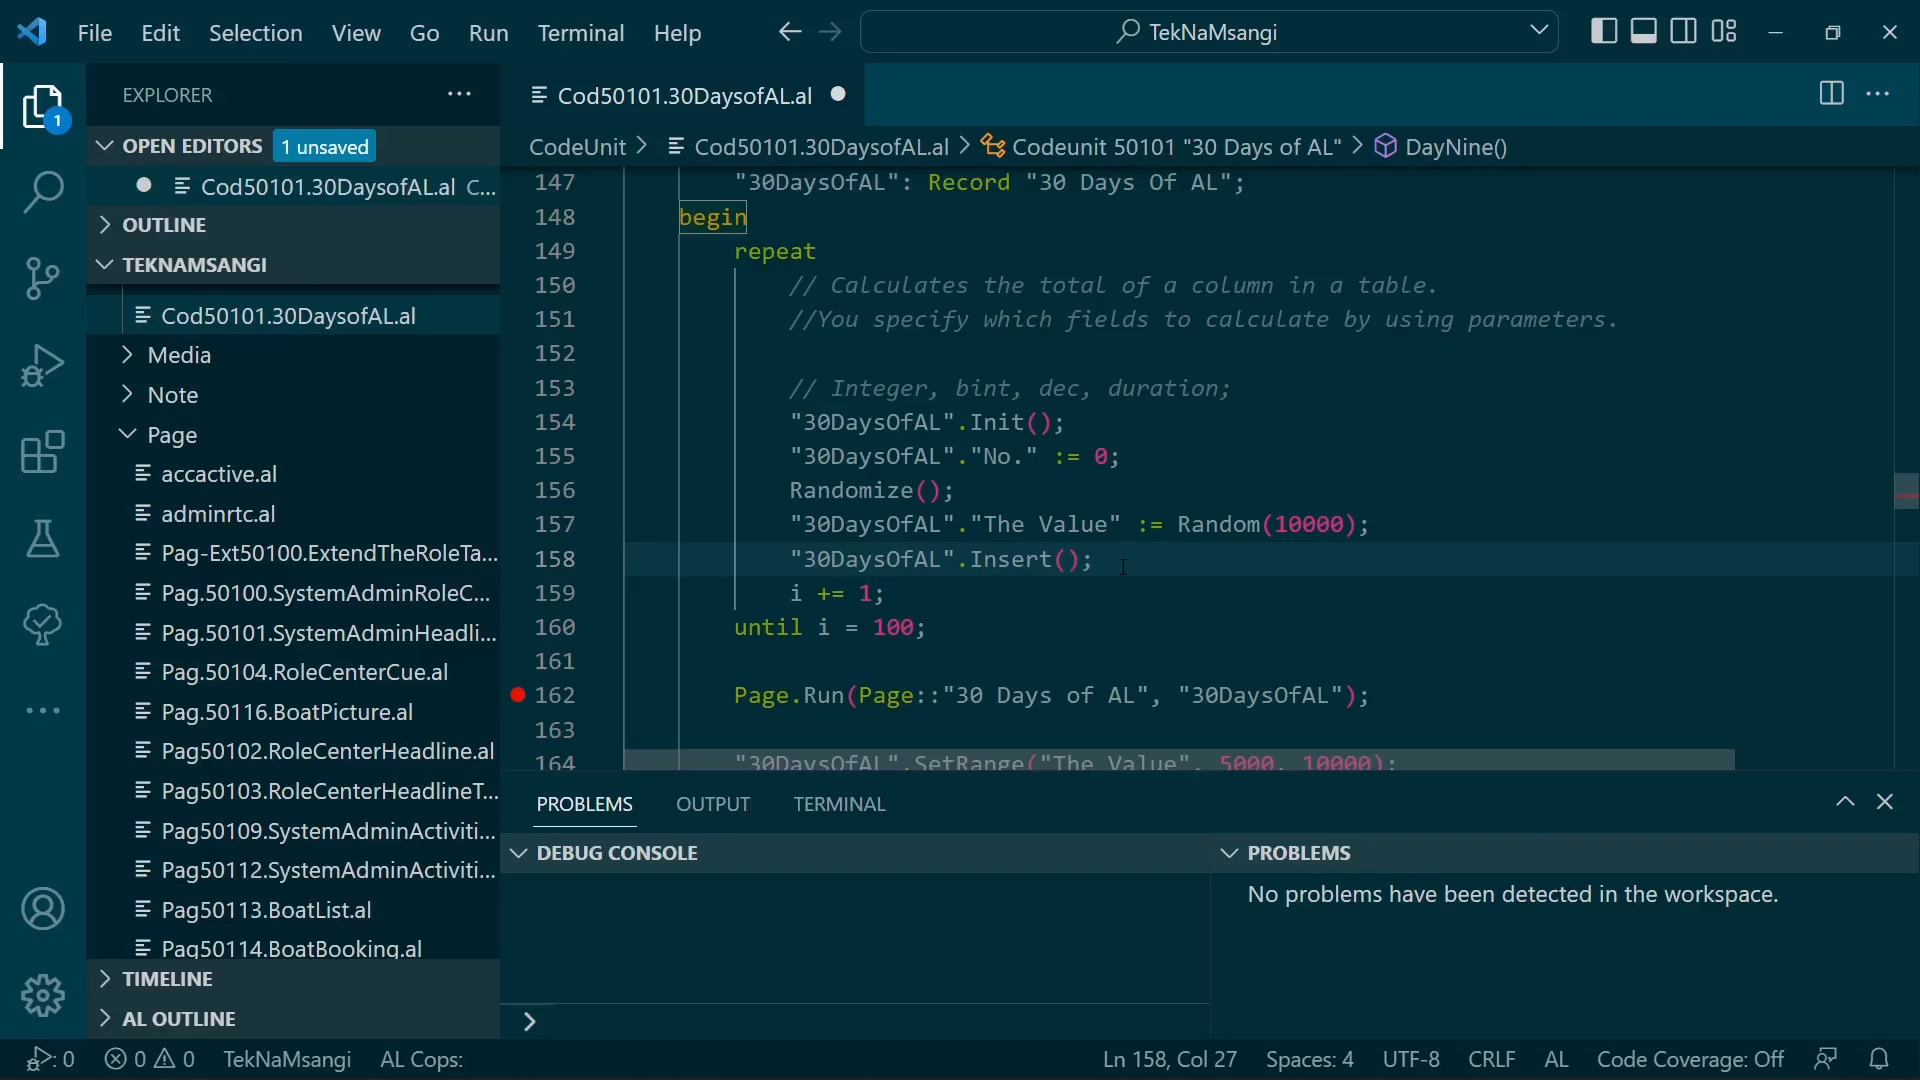 File Edit Selection View Go Run Terminal Help
TekNaMsangi
EXPLORER
OPEN EDITORS 1 unsaved
Cod50101.30DaysofAL.al C...
OUTLINE
TEKNAMSANGI
Cod50101.30DaysofAL.al
Media
Note
Page
accactive.al
adminrtc.al
Pag-Ext50100.ExtendTheRoleTa...
Pag.50100.SystemAdminRoleC...
Pag.50101.SystemAdminHeadli...
Pag.50104.RoleCenterCue.al
Pag.50116.BoatPicture.al
Pag50102.RoleCenterHeadline.al
Pag50103.RoleCenterHeadlineT...
Pag50109.SystemAdminActiviti...
Pag50112.SystemAdminActiviti...
Pag50113.BoatList.al
Pag50114.BoatBooking.al
TIMELINE
AL OUTLINE
1
Cod50101.30DaysofAL.al
CodeUnit > Cod50101.30DaysofAL.al > Codeunit 50101 "30 Days of AL" > DayNine()
147 "30DaysOfAL": Record "30 Days Of AL";
148 begin
149 repeat
150 // Calculates the total of a column in a table.
151 //You specify which fields to calculate by using parameters.
152
153 // Integer, bint, dec, duration;
154 "30DaysOfAL".Init();
155 "30DaysOfAL"."No." := 0;
156 Randomize();
157 "30DaysOfAL"."The Value" := Random(10000);
158 "30DaysOfAL".Insert();
159 i += 1;
160 until i = 100;
161
162 Page.Run(Page::"30 Days of AL", "30DaysOfAL");
163
164 "30DaysOfAL".SetRange("The Value", 5000, 10000);
PROBLEMS OUTPUT TERMINAL
DEBUG CONSOLE
PROBLEMS
No problems have been detected in the workspace.
: 0 0 0 TekNaMsangi AL Cops: Ln 158, Col 27 Spaces: 4 UTF-8 CRLF AL Code Coverage: Off